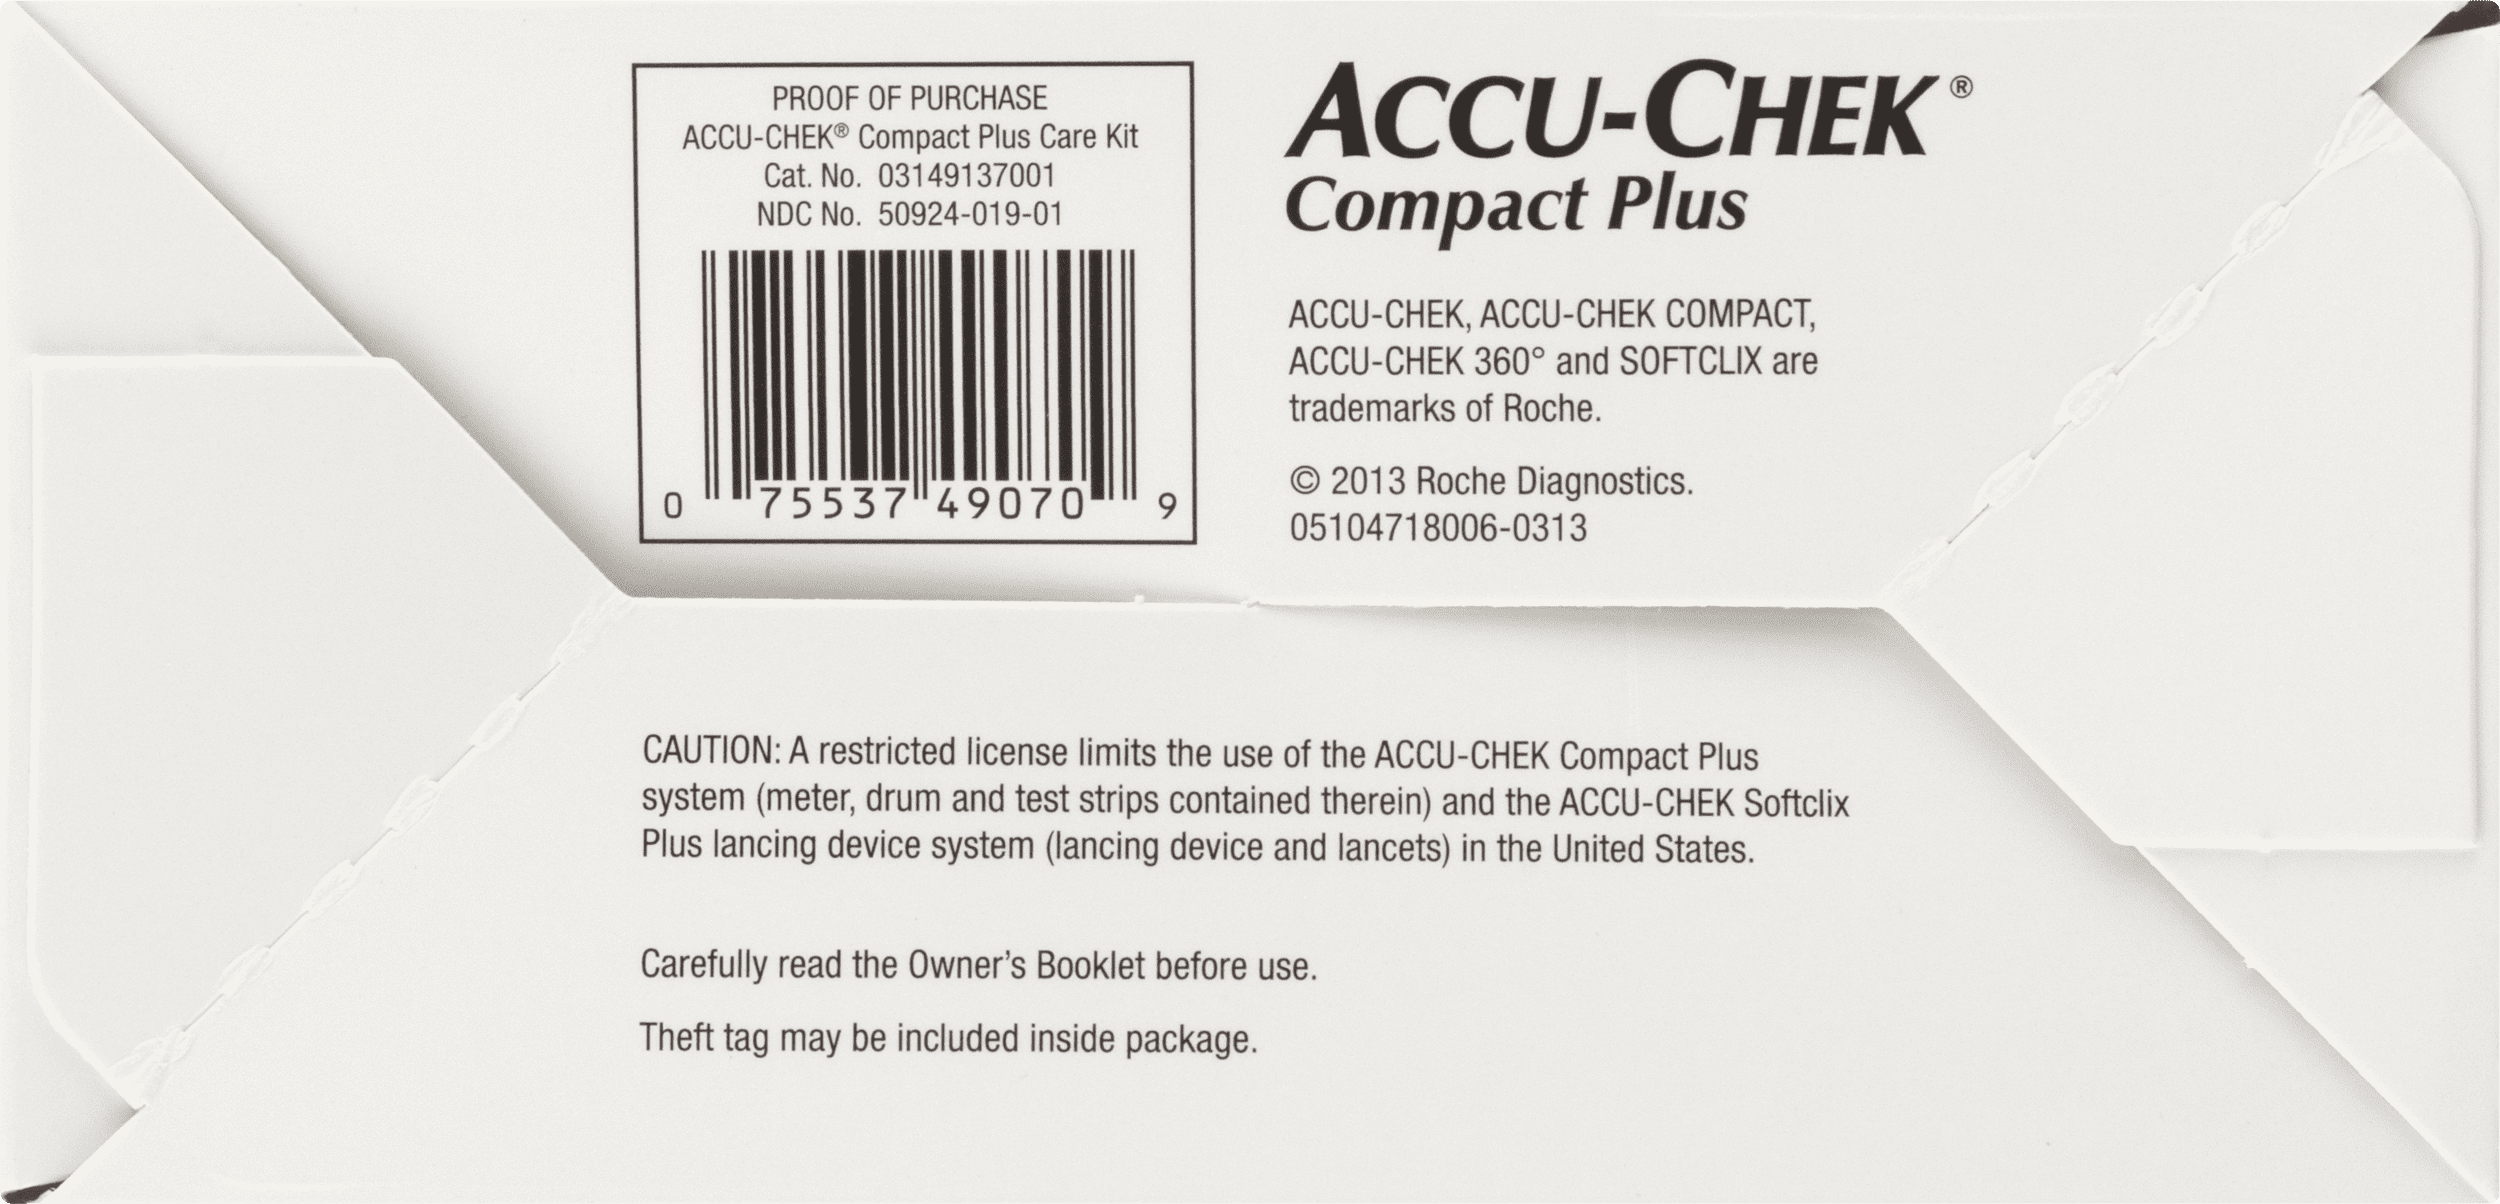 PROOF OF PURCHASE
ACCU-CHEK® Compact Plus Care Kit
Cat. No. 03149137001
NDC No. 50924-019-01
0 75537 49070 9
ACCU-CHEK®
Compact Plus
ACCU-CHEK, ACCU-CHEK COMPACT,
ACCU-CHEK 360° and SOFTCLIX are
trademarks of Roche.
© 2013 Roche Diagnostics.
05104718006-0313
CAUTION: A restricted license limits the use of the ACCU-CHEK Compact Plus
system (meter, drum and test strips contained therein) and the ACCU-CHEK Softclix
Plus lancing device system (lancing device and lancets) in the United States.
Carefully read the Owner’s Booklet before use.
Theft tag may be included inside package.